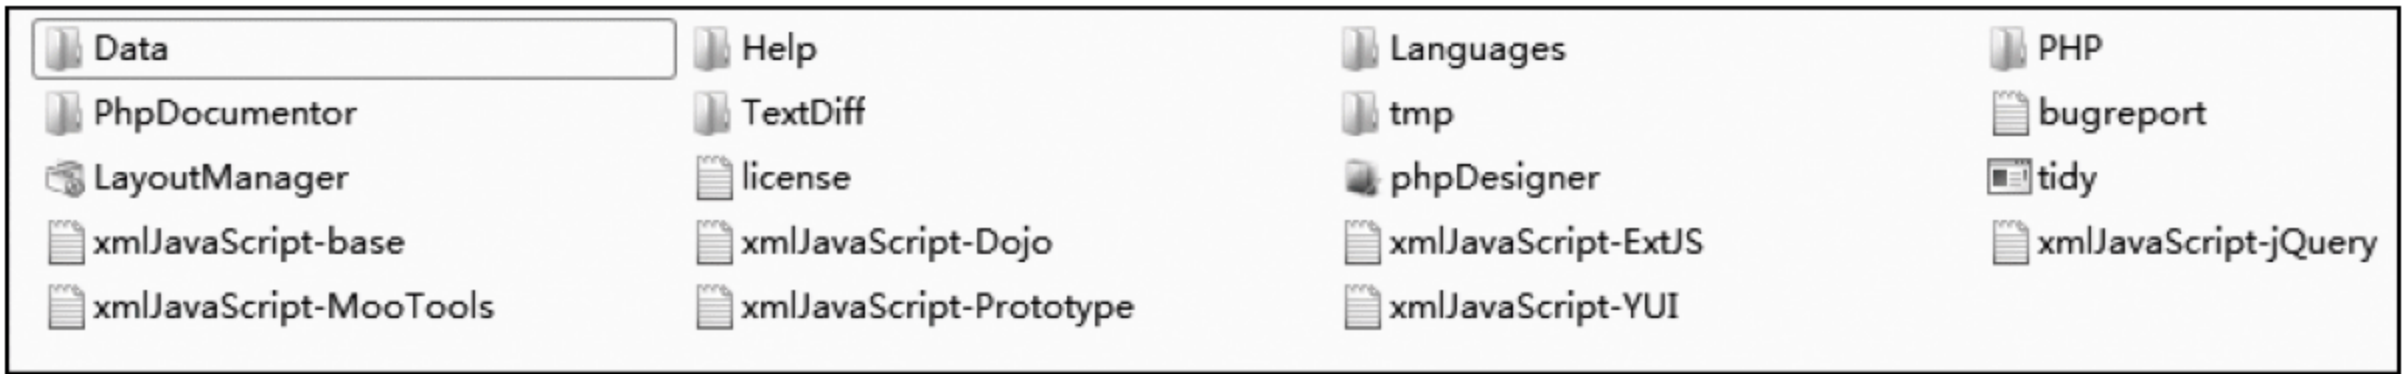 Data Help Languages PHP
PhpDocumentor TextDiff tmp bugreport
LayoutManager license phpDesigner tidy
xmlJavaScript-base xmlJavaScript-Dojo xmlJavaScript-ExtJS xmlJavaScript-jQuery
xmlJavaScript-MooTools xmlJavaScript-Prototype xmlJavaScript-YUI